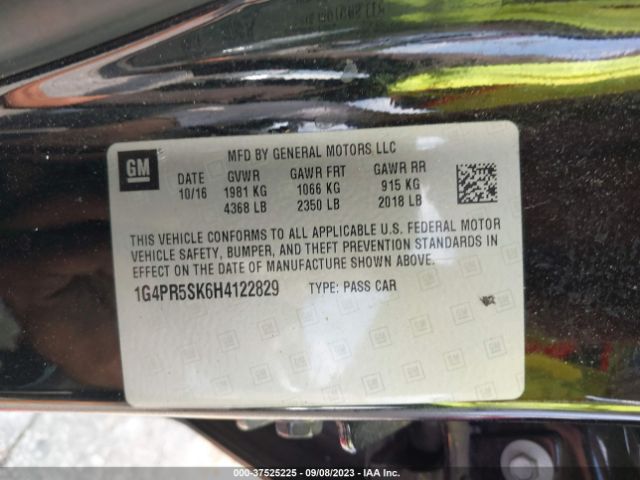 GM
MFD BY GENERAL MOTORS LLC
DATE GVWR GAWR FRT GAWR RR
10/16 1981 KG 1066 KG 915 KG
4368 LB 2350 LB 2018 LB
THIS VEHICLE CONFORMS TO ALL APPLICABLE U.S. FEDERAL MOTOR
VEHICLE SAFETY, BUMPER, AND THEFT PREVENTION STANDARDS IN
EFFECT ON THE DATE OF MANUFACTURE SHOWN ABOVE.
1G4PR5SK6H4122829 TYPE: PASS CAR
000-37525225 - 09/08/2023 - IAA Inc.